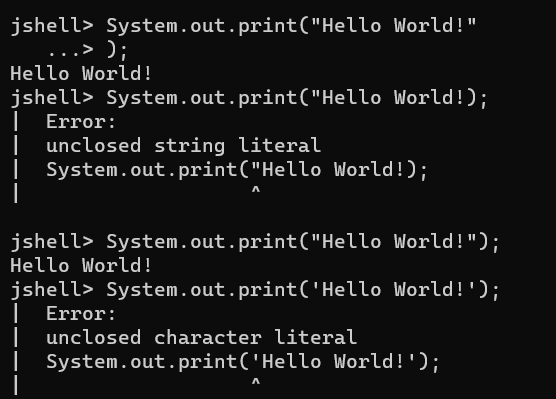 jshell> System.out.print("Hello World!"
   ...> );
Hello World!
jshell> System.out.print("Hello World!);
|  Error:
|  unclosed string literal
|  System.out.print("Hello World!);
|                   ^
jshell> System.out.print("Hello World!");
Hello World!
jshell> System.out.print('Hello World!');
|  Error:
|  unclosed character literal
|  System.out.print('Hello World!');
|                   ^